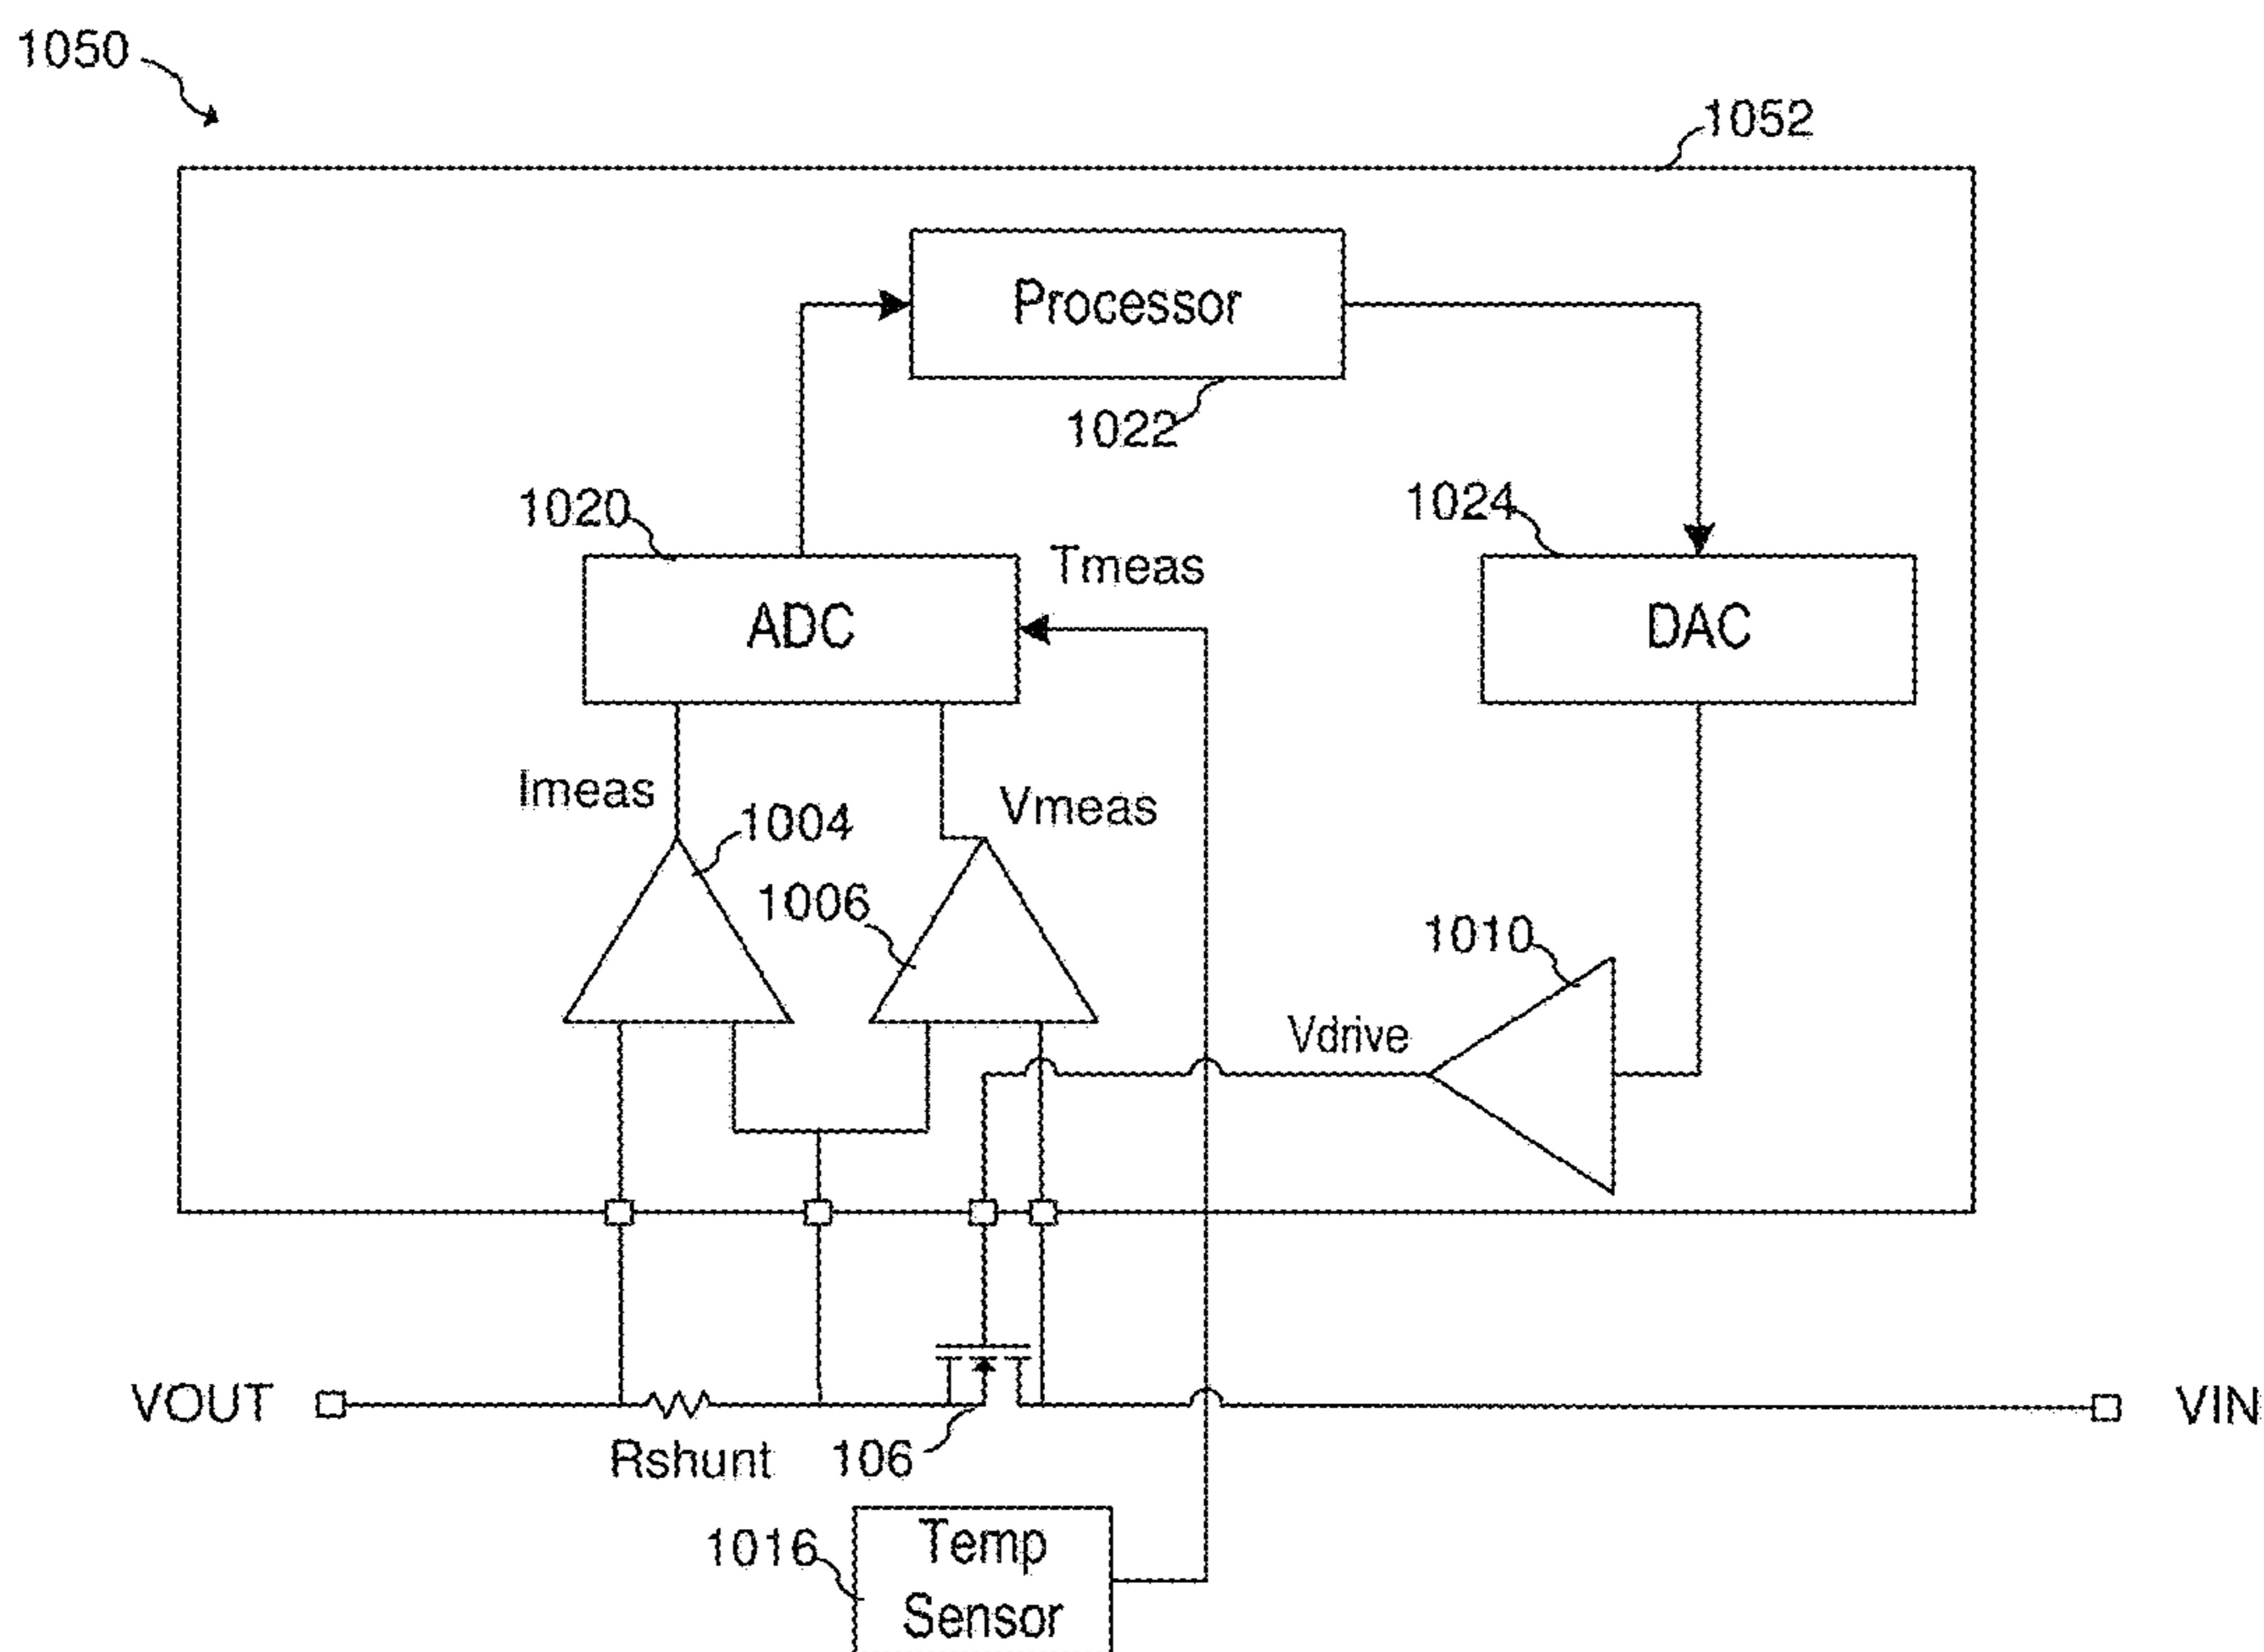 1050
1052
Processor
1022
1020
1024
Tmeas
ADC
DAC
Imeas
Vmeas
1004
1006
1010
Vdrive
VOUT
VIN
Rshunt
106
1016
Temp
Sensor